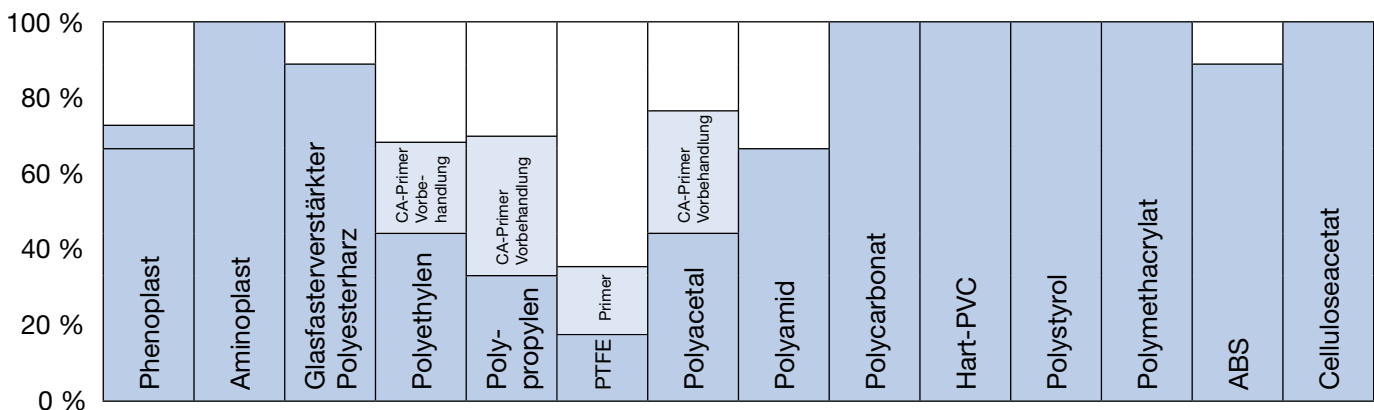 100 %
80 %
60 %
40 %
20 %
0 %
Phenoplast
Aminoplast
Glasfasterverstärkter
Polyesterharz
CA-Primer
Vorbe-
handlung
Polyethylen
CA-Primer
Vorbehandlung
Poly-
propylen
Primer
PTFE
CA-Primer
Vorbehandlung
Polyacetal
Polyamid
Polycarbonat
Hart-PVC
Polystyrol
Polymethacrylat
ABS
Celluloseacetat